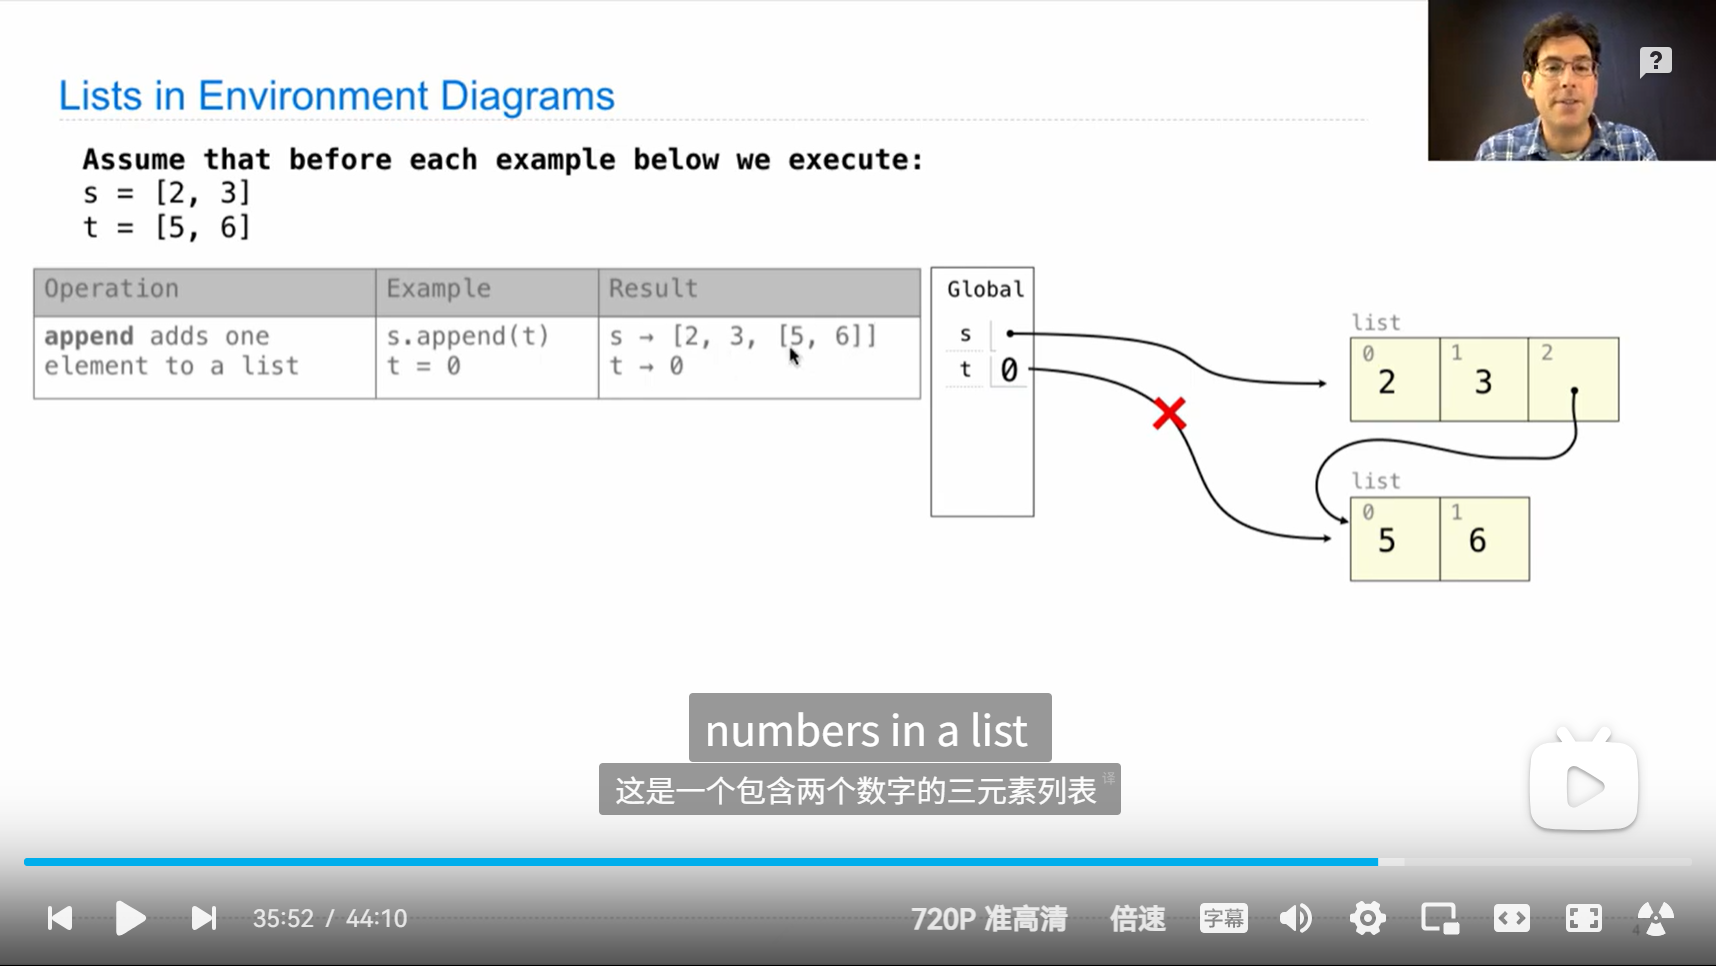 Lists in Environment Diagrams
Assume that before each example below we execute:
s = [2, 3]
t = [5, 6]
Operation Example Result
append adds one element to a list
s.append(t)
t = 0
s → [2, 3, [5, 6]]
t → 0
Global
s
t 0
list
0 1 2
2 3
list
0 1
5 6
numbers in a list
这是一个包含两个数字的三元素列表 译
35:52 / 44:10
720P 准高清 倍速 字幕
4
?